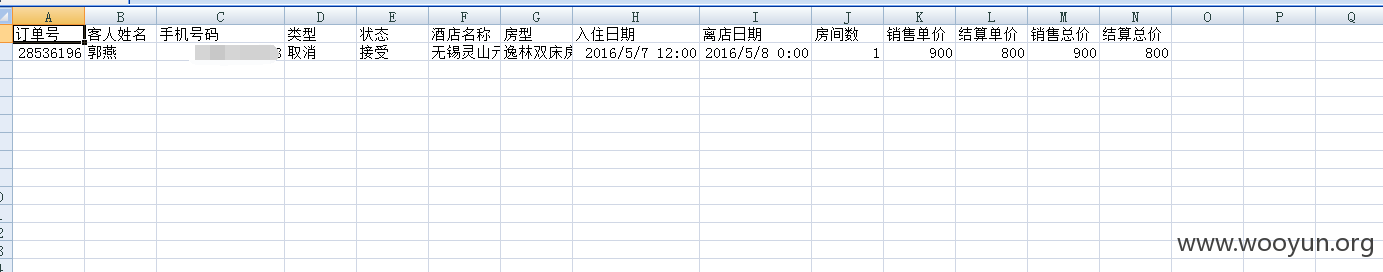 A B C D E F G H I J K L M N O P Q
订单号 客人姓名 手机号码 类型 状态 酒店名称 房型 入住日期 离店日期 房间数 销售单价 结算单价 销售总价 结算总价
28536196 郭燕 3 取消 接受 无锡灵山元 逸林双床房 2016/5/7 12:00 2016/5/8 0:00 1 900 800 900 800
www.wooyun.org